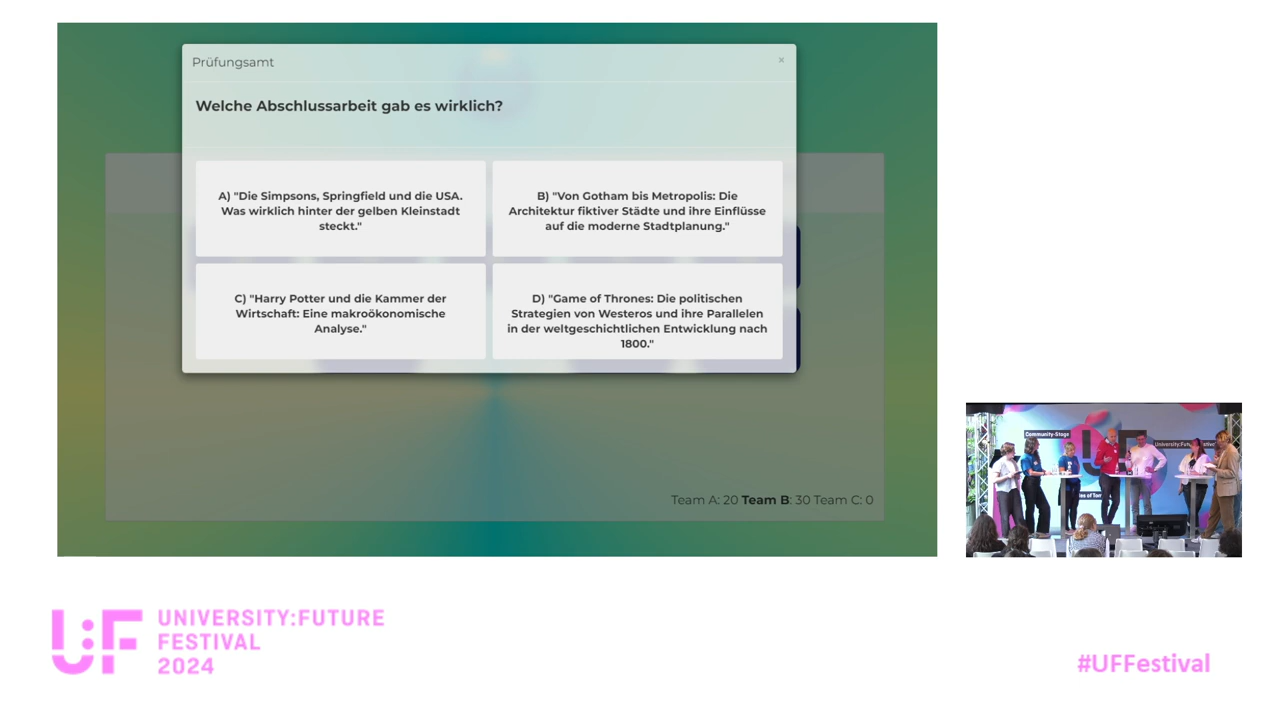 Prüfungsamt
×
Welche Abschlussarbeit gab es wirklich?
A) "Die Simpsons, Springfield und die USA.
Was wirklich hinter der gelben Kleinstadt
steckt."
B) "Von Gotham bis Metropolis: Die
Architektur fiktiver Städte und ihre Einflüsse
auf die moderne Stadtplanung."
C) "Harry Potter und die Kammer der
Wirtschaft: Eine makroökonomische
Analyse."
D) "Game of Thrones: Die politischen
Strategien von Westeros und ihre Parallelen
in der weltgeschichtlichen Entwicklung nach
1800."
Team A: 20 Team B: 30 Team C: 0
Community-Stage
U:F UNIVERSITY:FUTURE
FESTIVAL
2024
#UFFestival